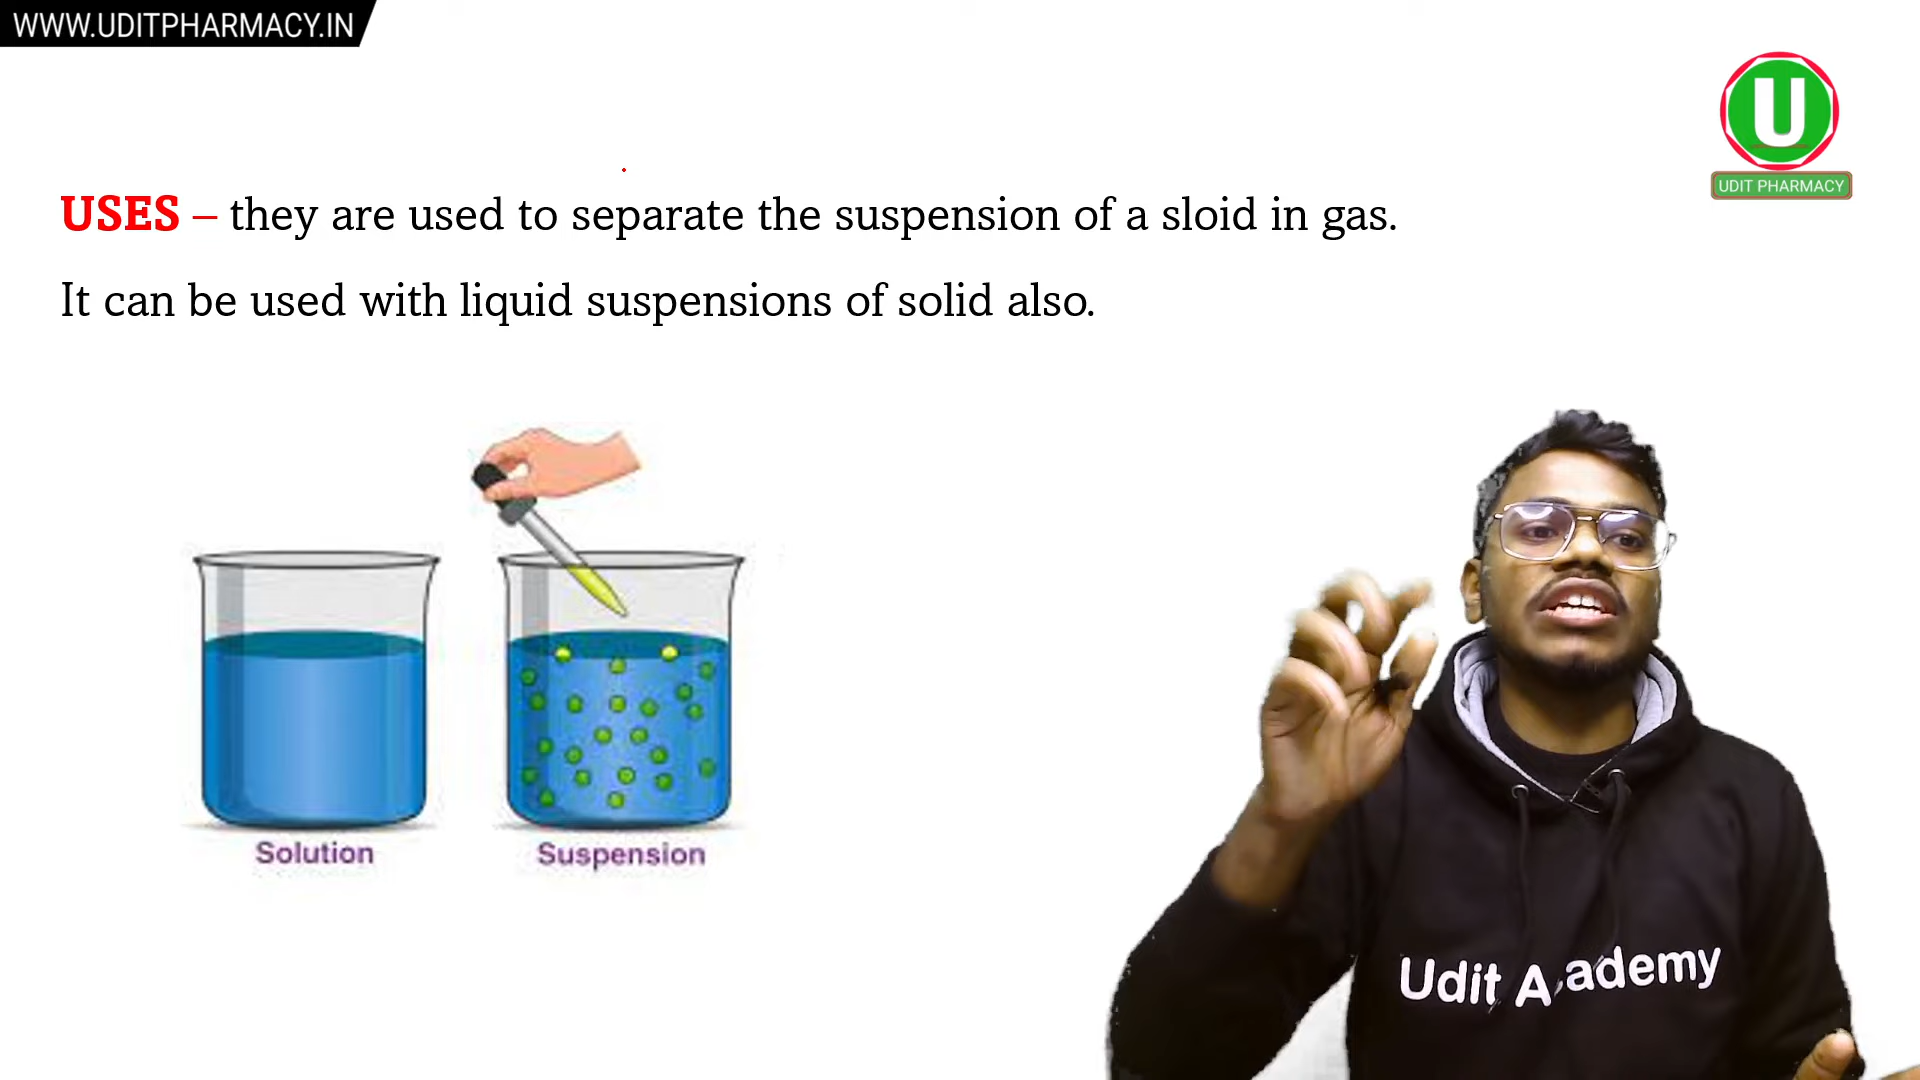 WWW.UDITPHARMACY.IN
U
UDIT PHARMACY
USES – they are used to separate the suspension of a sloid in gas.
It can be used with liquid suspensions of solid also.
Solution
Suspension
Udit Academy